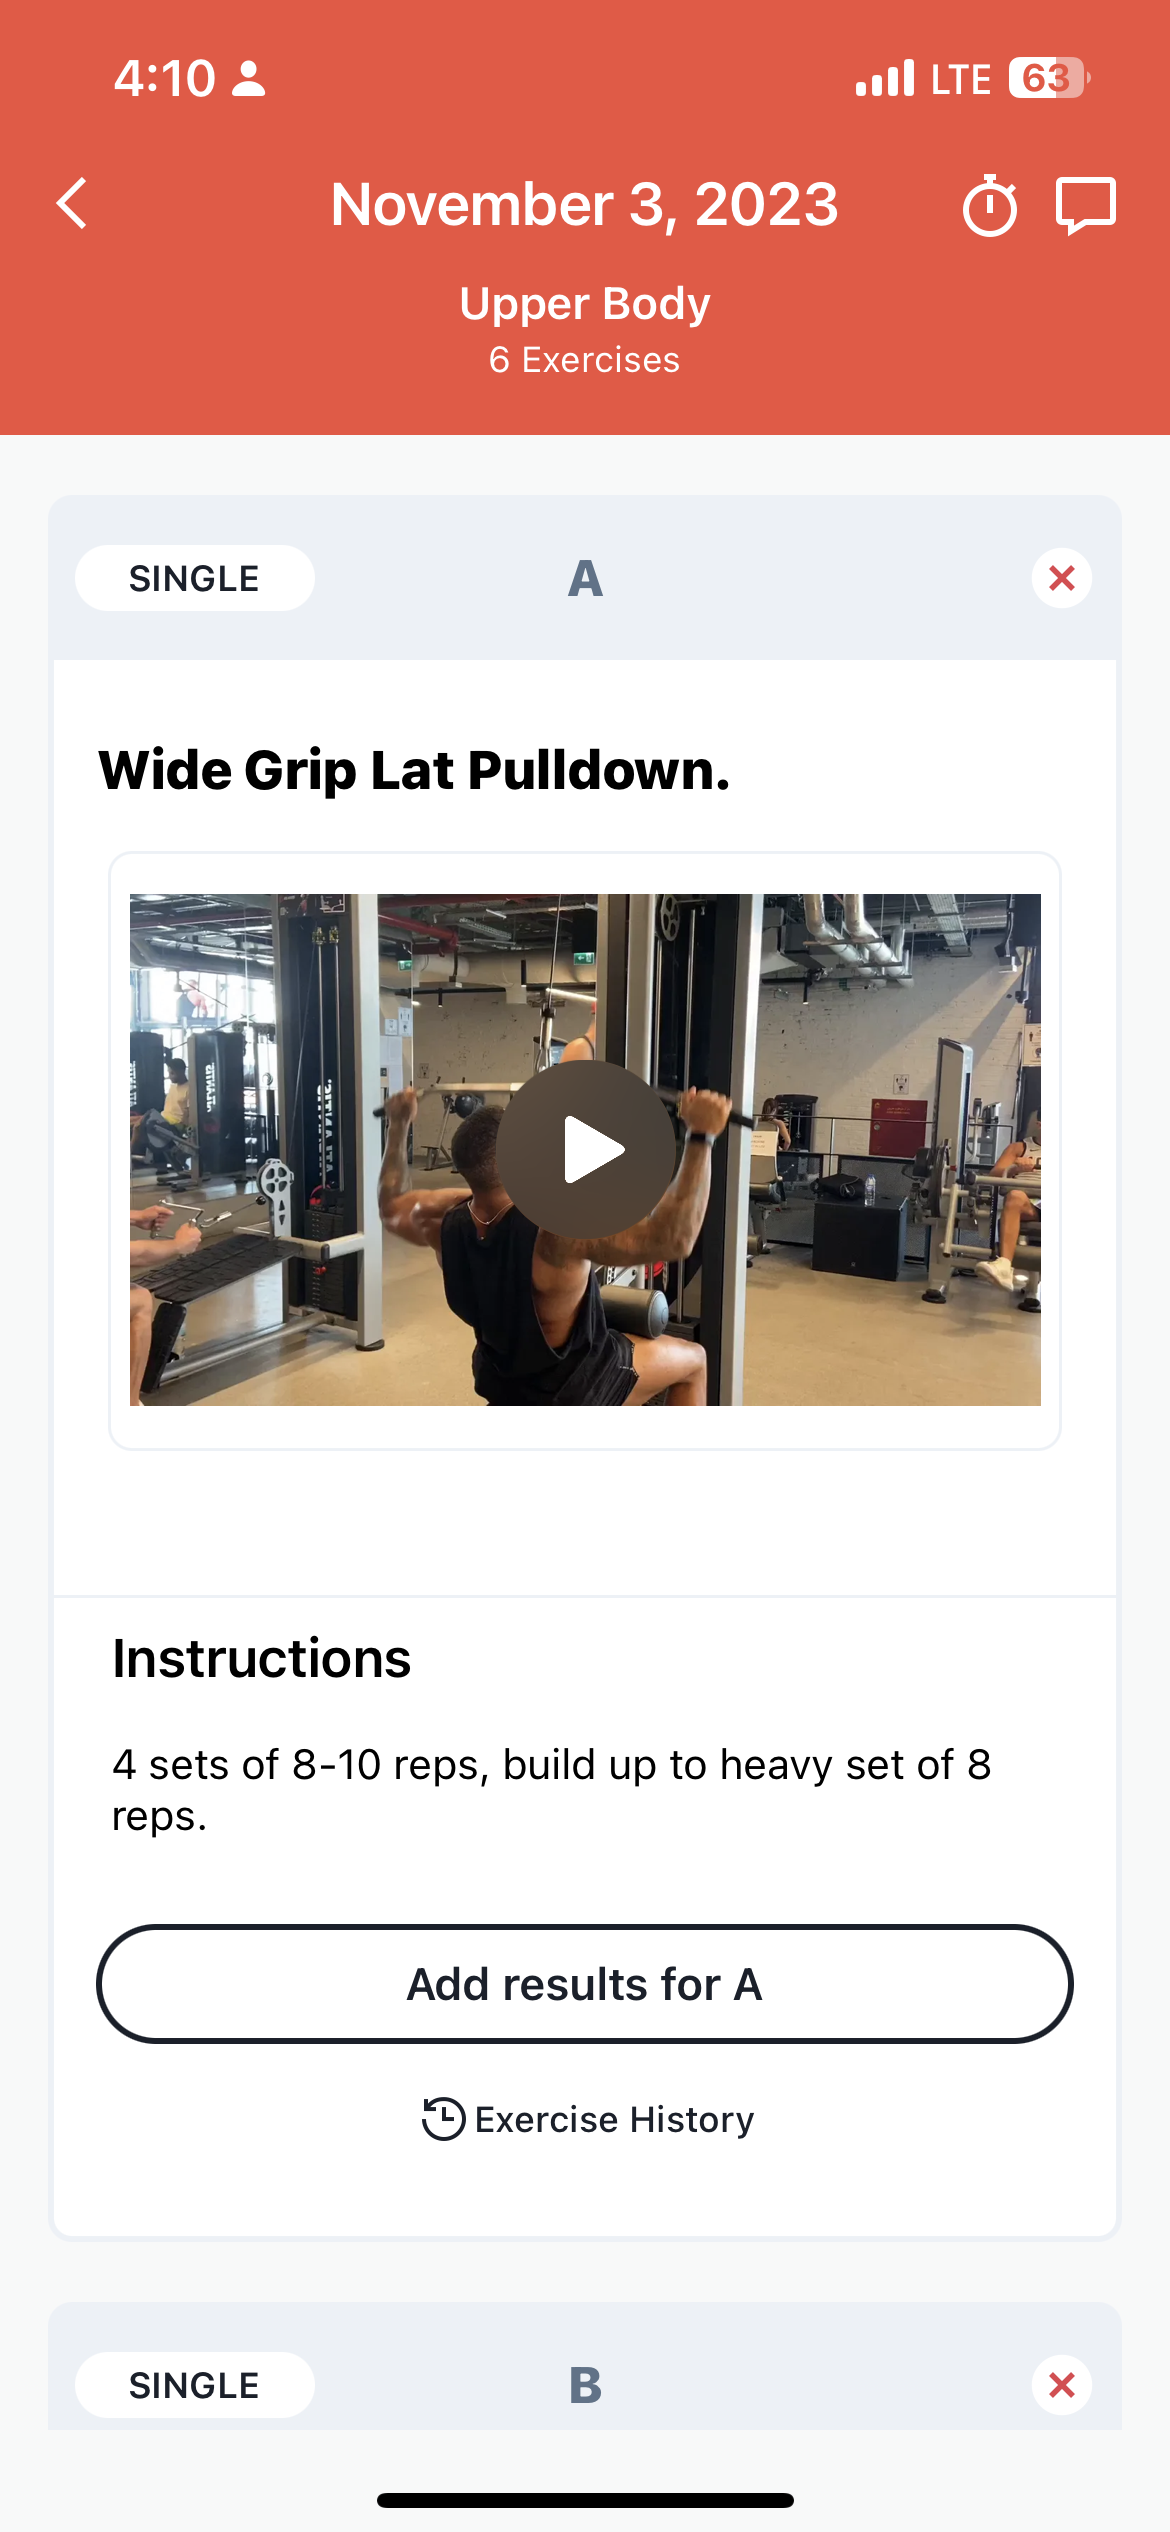 4:10
LTE 63
November 3, 2023
Upper Body
6 Exercises
SINGLE
A
Wide Grip Lat Pulldown.
Instructions
4 sets of 8-10 reps, build up to heavy set of 8
reps.
Add results for A
Exercise History
SINGLE
B